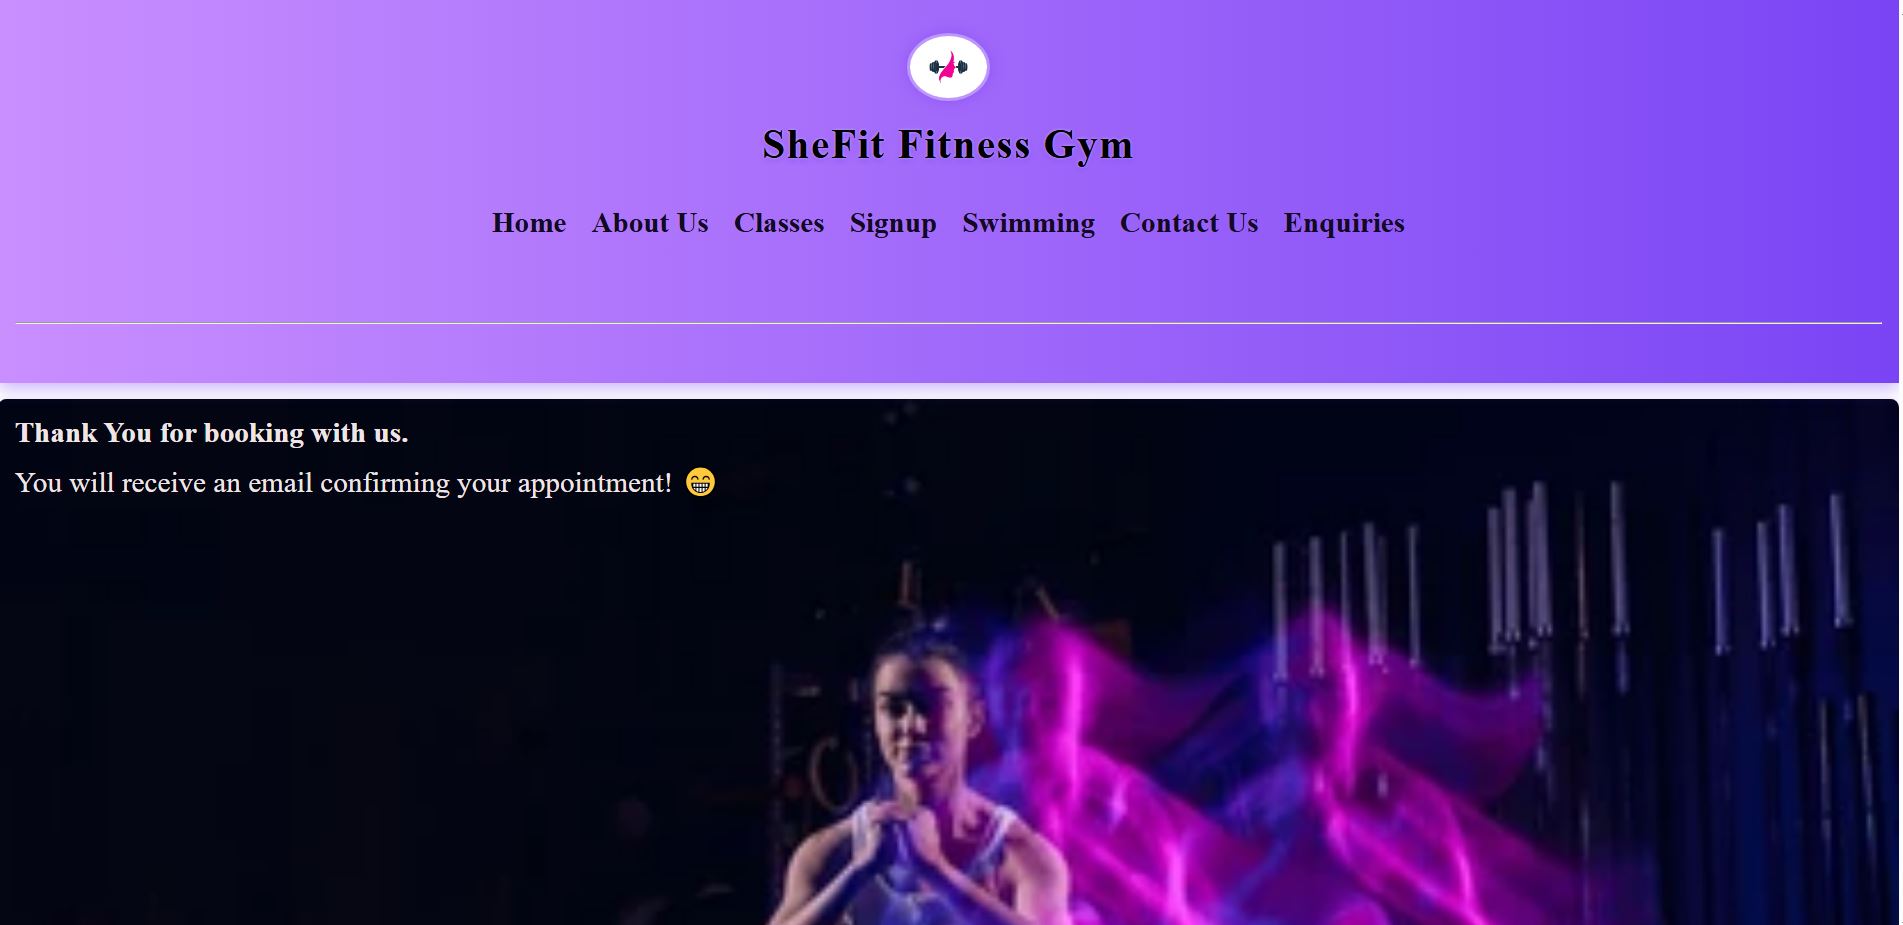 SheFit Fitness Gym
Home About Us Classes Signup Swimming Contact Us Enquiries
Thank You for booking with us.
You will receive an email confirming your appointment! 😁